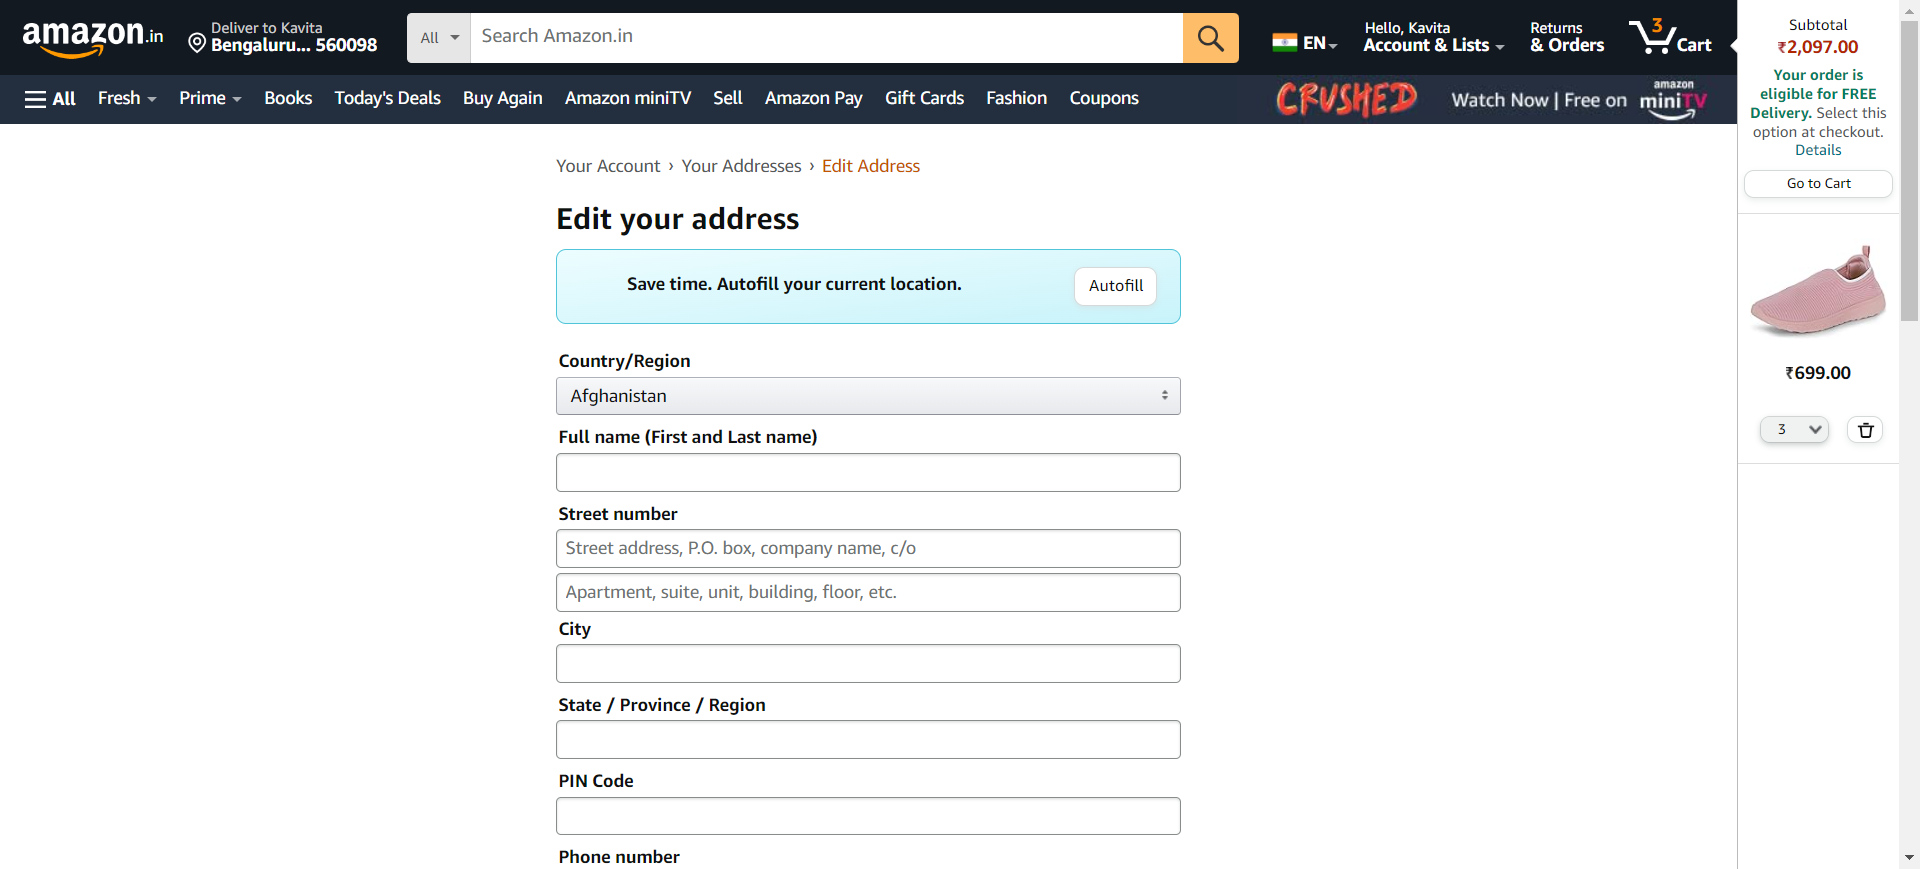 amazon.in
Deliver to Kavita
Bengaluru... 560098
All
Search Amazon.in
EN
Hello, Kavita
Account & Lists
Returns
& Orders
3
Cart
All
Fresh
Prime
Books
Today's Deals
Buy Again
Amazon miniTV
Sell
Amazon Pay
Gift Cards
Fashion
Coupons
CRUSHED
Watch Now | Free on
amazon
miniTV
Subtotal
₹2,097.00
Your order is
eligible for FREE
Delivery. Select this
option at checkout.
Details
Go to Cart
₹699.00
3
Your Account › Your Addresses › Edit Address
Edit your address
Save time. Autofill your current location.
Autofill
Country/Region
Afghanistan
Full name (First and Last name)
Street number
Street address, P.O. box, company name, c/o
Apartment, suite, unit, building, floor, etc.
City
State / Province / Region
PIN Code
Phone number